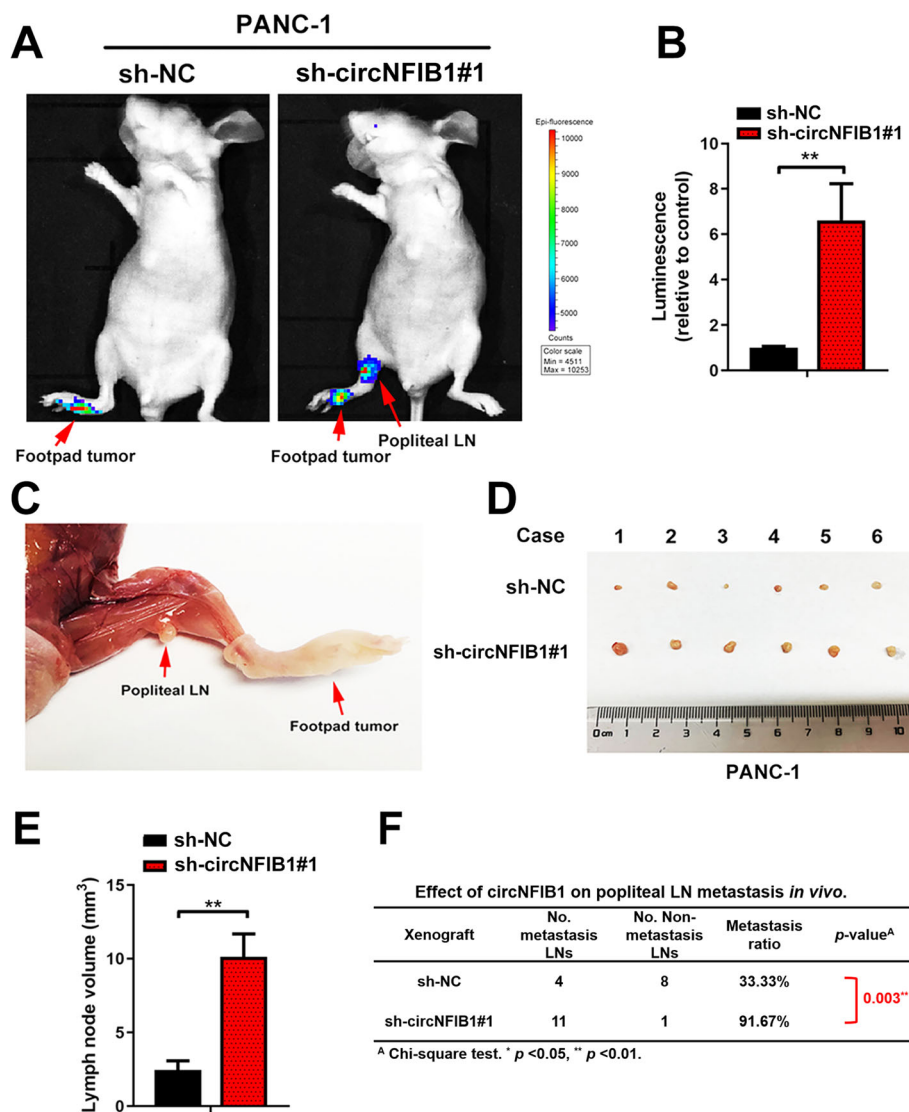 A
PANC-1
sh-NC
sh-circNFIB1#1
Epi-fluorescence
10000
9000
8000
7000
6000
5000
Counts
Color scale
Min = 4511
Max = 10253
Footpad tumor
Footpad tumor
Popliteal LN
B
sh-NC
sh-circNFIB1#1
**
Luminescence
(reletive to control)
10
8
6
4
2
0
C
Popliteal LN
Footpad tumor
D
Case 1 2 3 4 5 6
sh-NC
sh-circNFIB1#1
0 cm 1 2 3 4 5 6 7 8 9 10
PANC-1
E
sh-NC
sh-circNFIB1#1
**
Lymph node volume (mm³)
15
10
5
0
F
Effect of circNFIB1 on popliteal LN metastasis in vivo.
Xenograft
No.
metastasis
LNs
No. Non-
metastasis
LNs
Metastasis
ratio
p-valueᴬ
sh-NC 4 8 33.33%
0.003**
sh-circNFIB1#1 11 1 91.67%
ᴬ Chi-square test. * p <0.05, ** p <0.01.